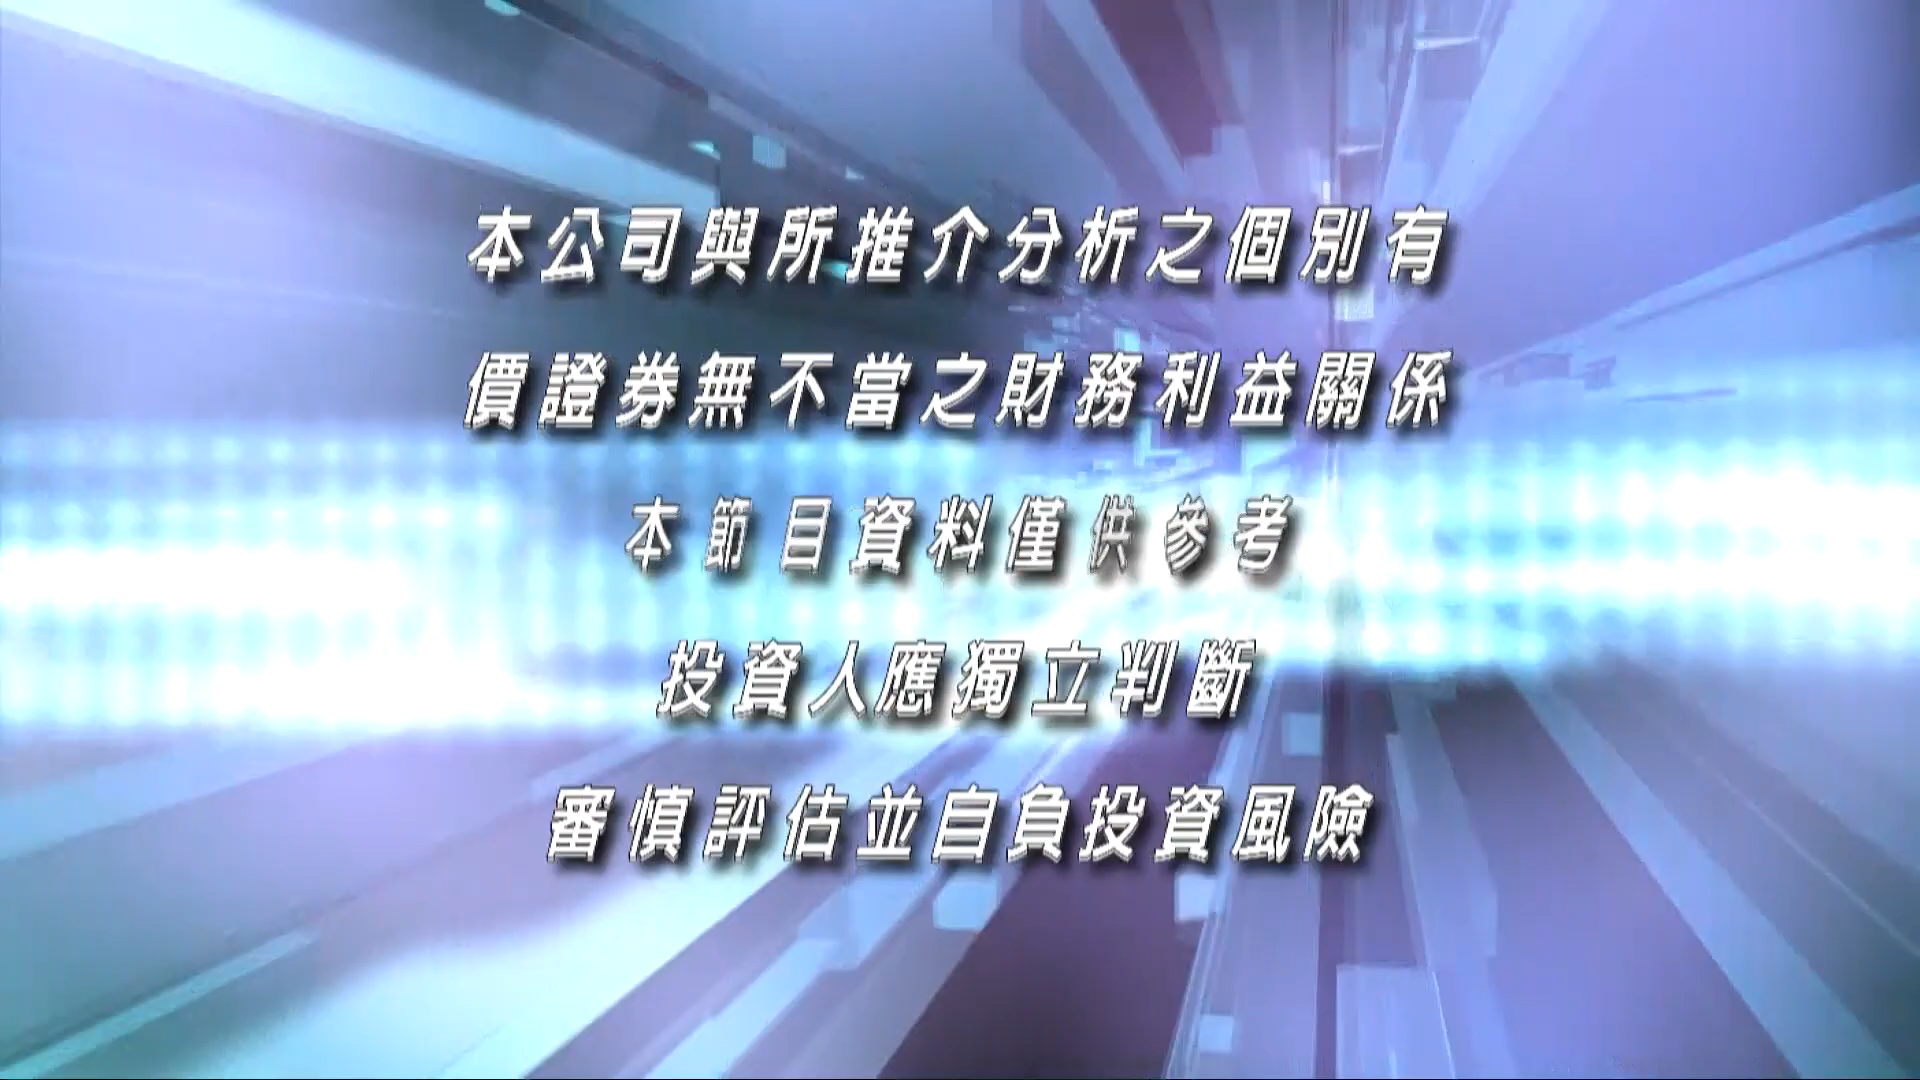 本公司與所推介分析之個別有
價證券無不當之財務利益關係
本節目資料僅供參考
投資人應獨立判斷
審慎評估並自負投資風險